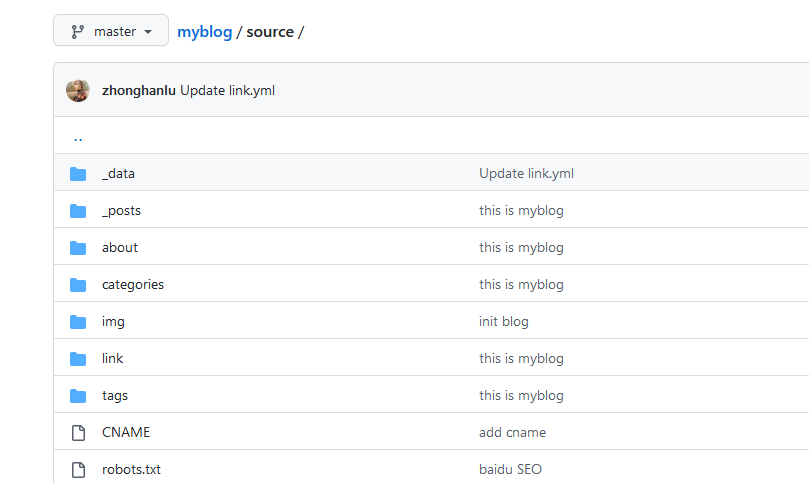 master myblog / source /
zhonghanlu Update link.yml
..
_data Update link.yml
_posts this is myblog
about this is myblog
categories this is myblog
img init blog
link this is myblog
tags this is myblog
CNAME add cname
robots.txt baidu SEO